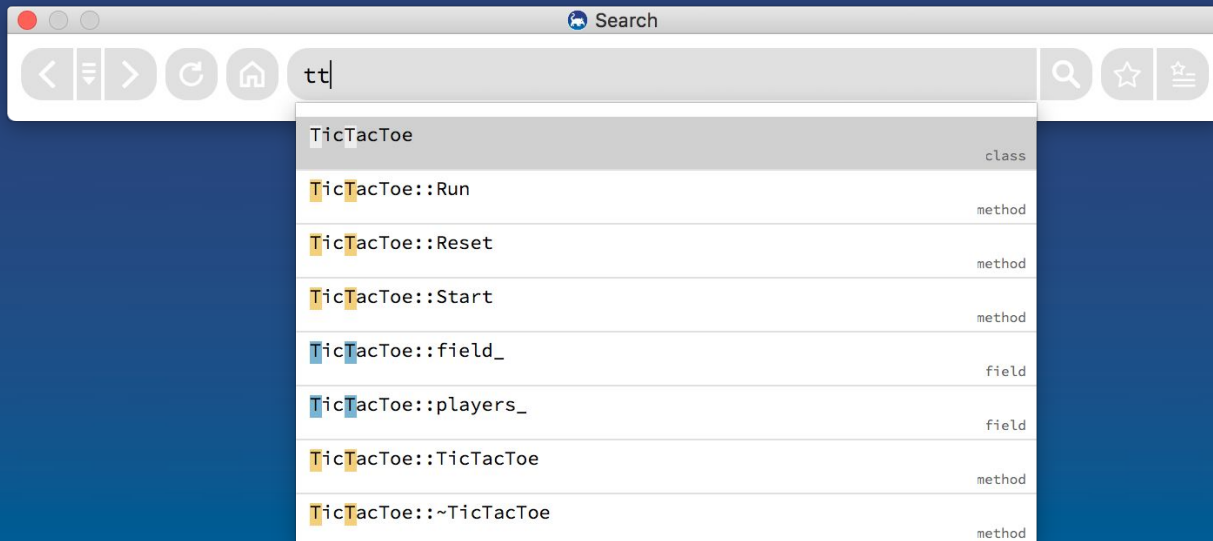 Search
tt
TicTacToe
class
TicTacToe::Run
method
TicTacToe::Reset
method
TicTacToe::Start
method
TicTacToe::field_
field
TicTacToe::players_
field
TicTacToe::TicTacToe
method
TicTacToe::~TicTacToe
method